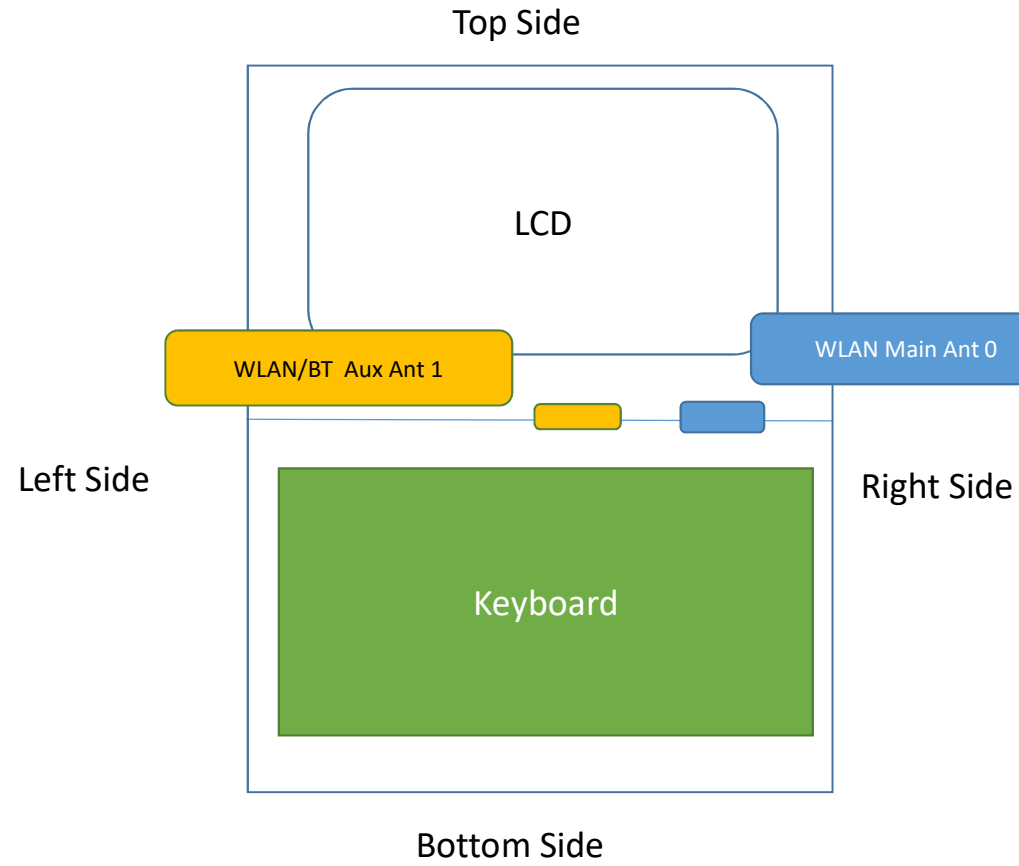 Top Side
LCD
WLAN Main Ant 0
WLAN/BT  Aux Ant 1
Left Side
Right Side
Keyboard
Bottom Side